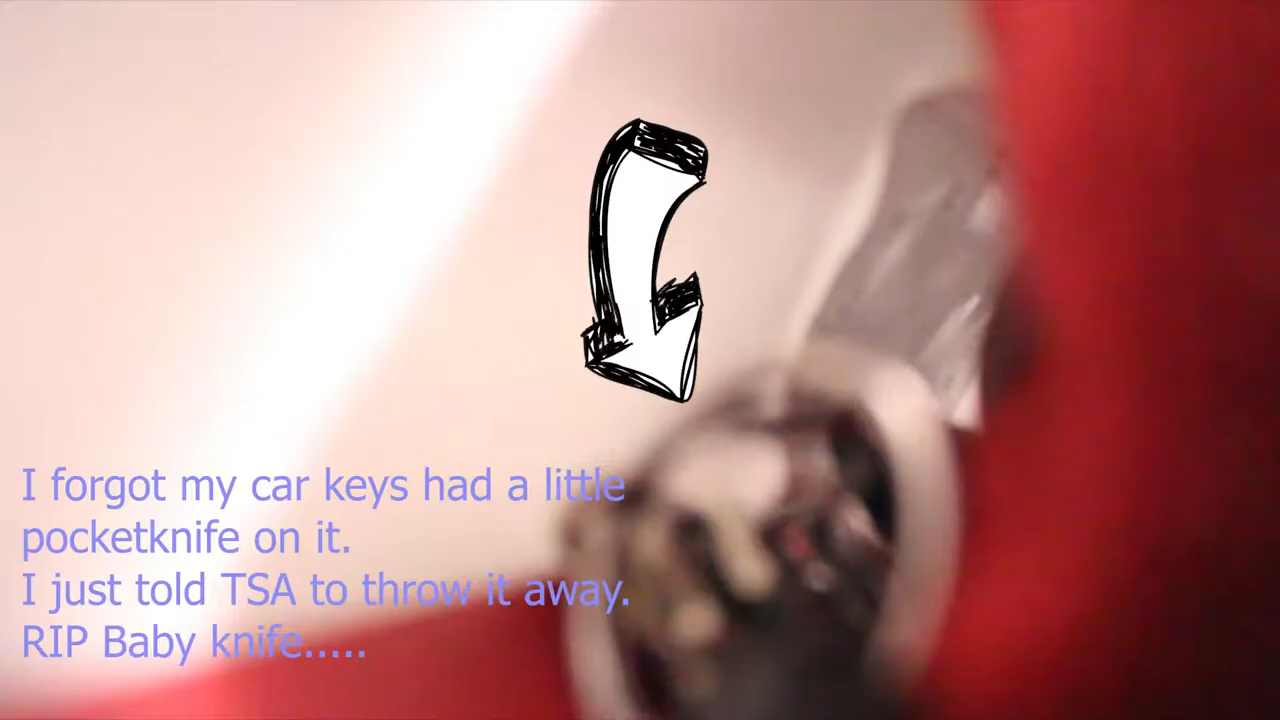 I forgot my car keys had a little
pocketknife on it.
I just told TSA to throw it away.
RIP Baby knife.....